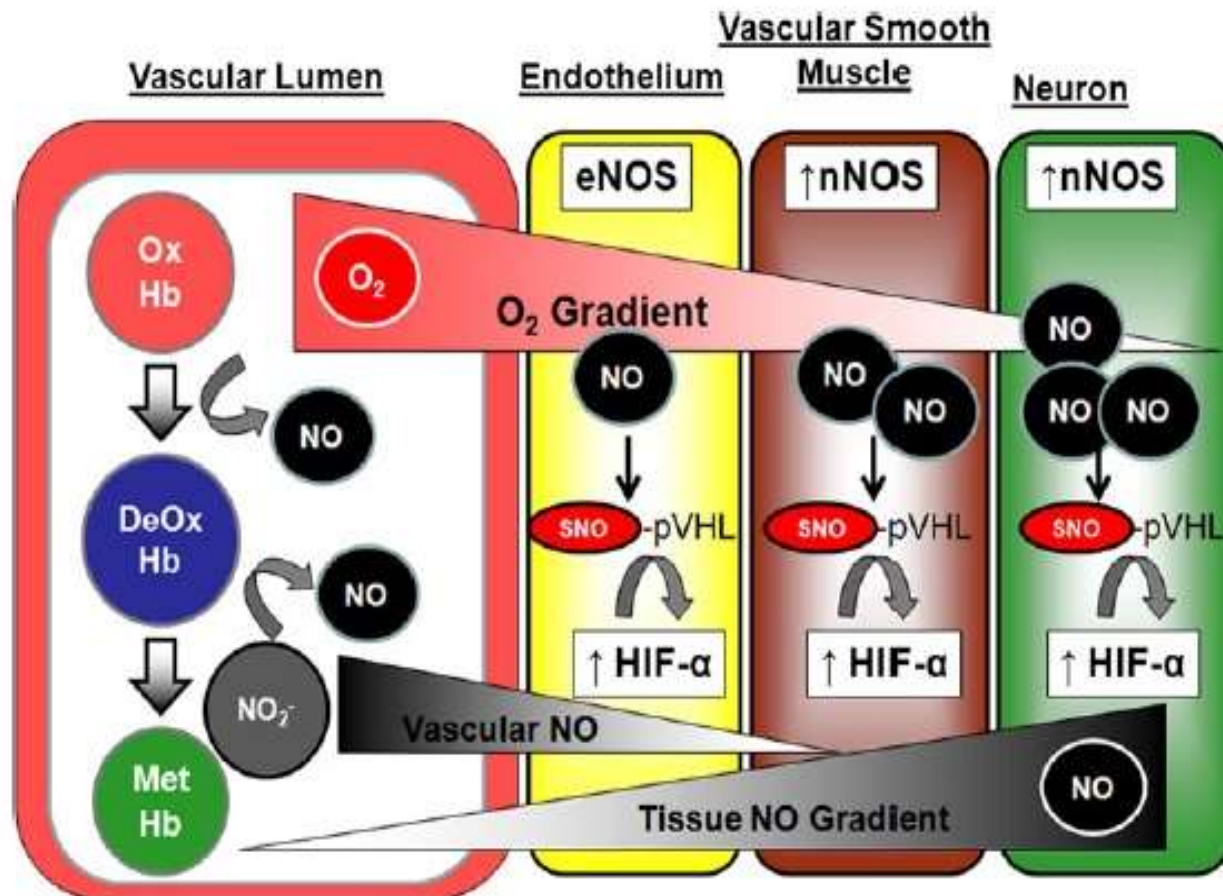 Vascular Lumen
Endothelium
Vascular Smooth
Muscle
Neuron
eNOS
↑nNOS
↑nNOS
Ox
Hb
O₂
O₂ Gradient
NO
NO
NO
NO
NO
NO
NO
DeOx
Hb
SNO-pVHL
SNO-pVHL
SNO-pVHL
NO
↑ HIF-α
↑ HIF-α
↑ HIF-α
NO₂⁻
Vascular NO
Met
Hb
NO
Tissue NO Gradient